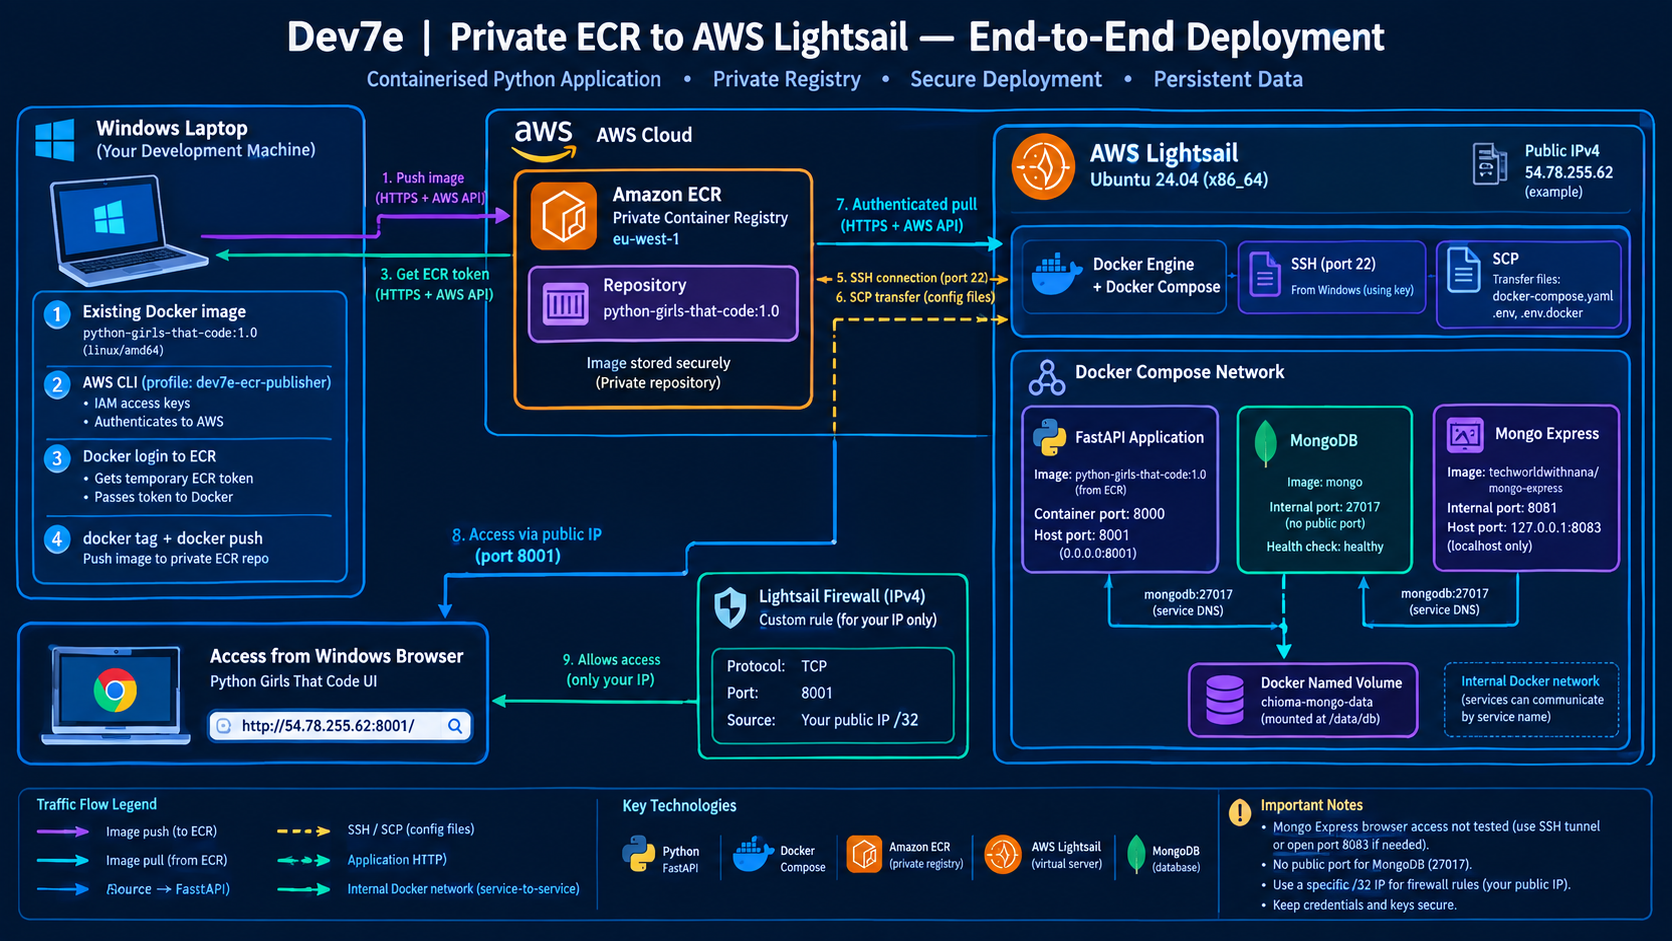 Dev7e | Private ECR to AWS Lightsail — End-to-End Deployment
Containerised Python Application • Private Registry • Secure Deployment • Persistent Data
Windows Laptop
(Your Development Machine)
1 Existing Docker image
python-girls-that-code:1.0
(linux/amd64)
2 AWS CLI (profile: dev7e-ecr-publisher)
• IAM access keys
• Authenticates to AWS
3 Docker login to ECR
• Gets temporary ECR token
• Passes token to Docker
4 docker tag + docker push
Push image to private ECR repo
1. Push image
(HTTPS + AWS API)
3. Get ECR token
(HTTPS + AWS API)
aws AWS Cloud
Amazon ECR
Private Container Registry
eu-west-1
Repository
python-girls-that-code:1.0
Image stored securely
(Private repository)
7. Authenticated pull
(HTTPS + AWS API)
5. SSH connection (port 22)
6. SCP transfer (config files)
AWS Lightsail
Ubuntu 24.04 (x86_64)
Public IPv4
54.78.255.62
(example)
Docker Engine
+ Docker Compose
SSH (port 22)
From Windows (using key)
SCP
Transfer files:
docker-compose.yaml
.env, .env.docker
Docker Compose Network
FastAPI Application
Image: python-girls-that-code:1.0
(from ECR)
Container port: 8000
Host port: 8001
(0.0.0.0:8001)
MongoDB
Image: mongo
Internal port: 27017
(no public port)
Health check: healthy
Mongo Express
Image: techworldwithnana/
mongo-express
Internal port: 8081
Host port: 127.0.0.1:8083
(localhost only)
mongodb:27017
(service DNS)
mongodb:27017
(service DNS)
Docker Named Volume
chioma-mongo-data
(mounted at /data/db)
Internal Docker network
(services can communicate
by service name)
8. Access via public IP
(port 8001)
Lightsail Firewall (IPv4)
Custom rule (for your IP only)
Protocol: TCP
Port: 8001
Source: Your public IP /32
9. Allows access
(only your IP)
Access from Windows Browser
Python Girls That Code UI
http://54.78.255.62:8001/
Traffic Flow Legend
Image push (to ECR)
Image pull (from ECR)
→ FasstAPI)
SSH / SCP (config files)
Application HTTP)
Internal Docker network (service-to-service)
Key Technologies
Python
FastAPI
Docker
Compose
Amazon ECR
(private registry)
AWS Lightsail
(virtual server)
MongoDB
(database)
Important Notes
• Mongo Express browser access not tested (use SSH tunnel
or open port 8083 if needed).
• No public port for MongoDB (27017).
• Use a specific /32 IP for firewall rules (your public IP).
• Keep credentials and keys secure.